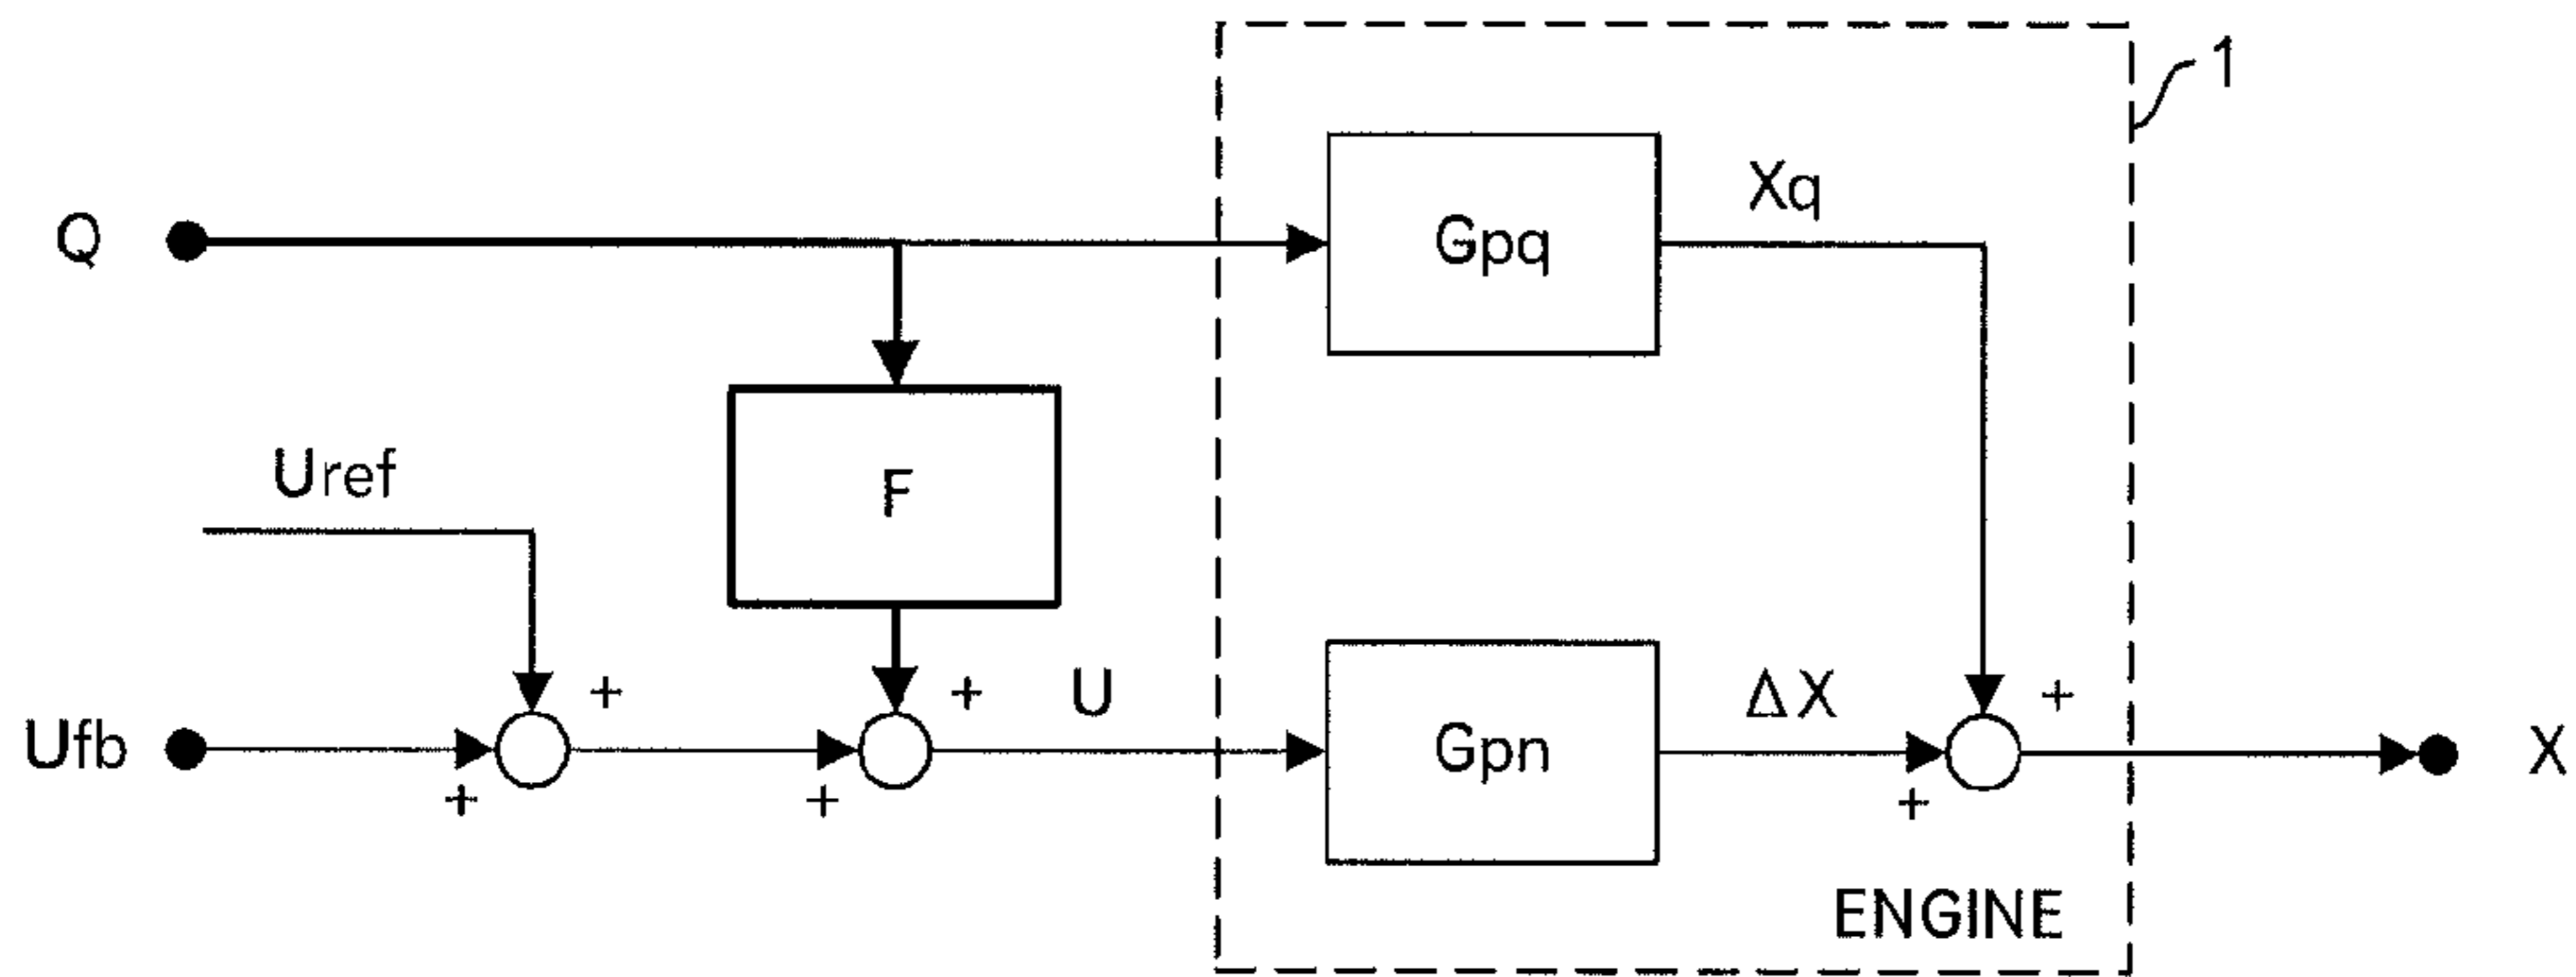 1
Q
Gpq
Xq
F
Uref
+
+
U
ΔX
+
Ufb
Gpn
X
+
+
+
ENGINE